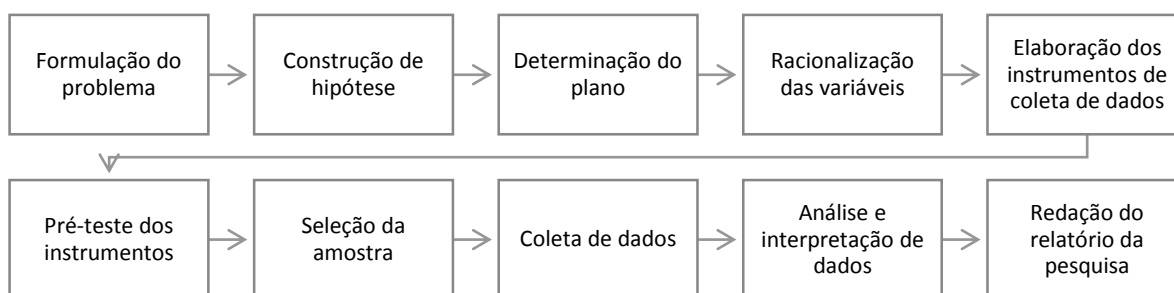 Formulação do
problema
Construção de
hipótese
Determinação do
plano
Racionalização
das variáveis
Elaboração dos
instrumentos de
coleta de dados
Pré-teste dos
instrumentos
Seleção da
amostra
Coleta de dados
Análise e
interpretação de
dados
Redação do
relatório da
pesquisa